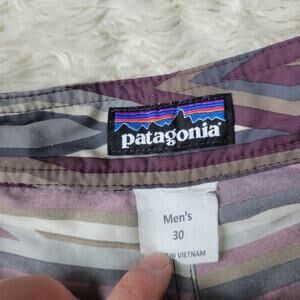 patagonia
Men's
30
IN VIETNAM